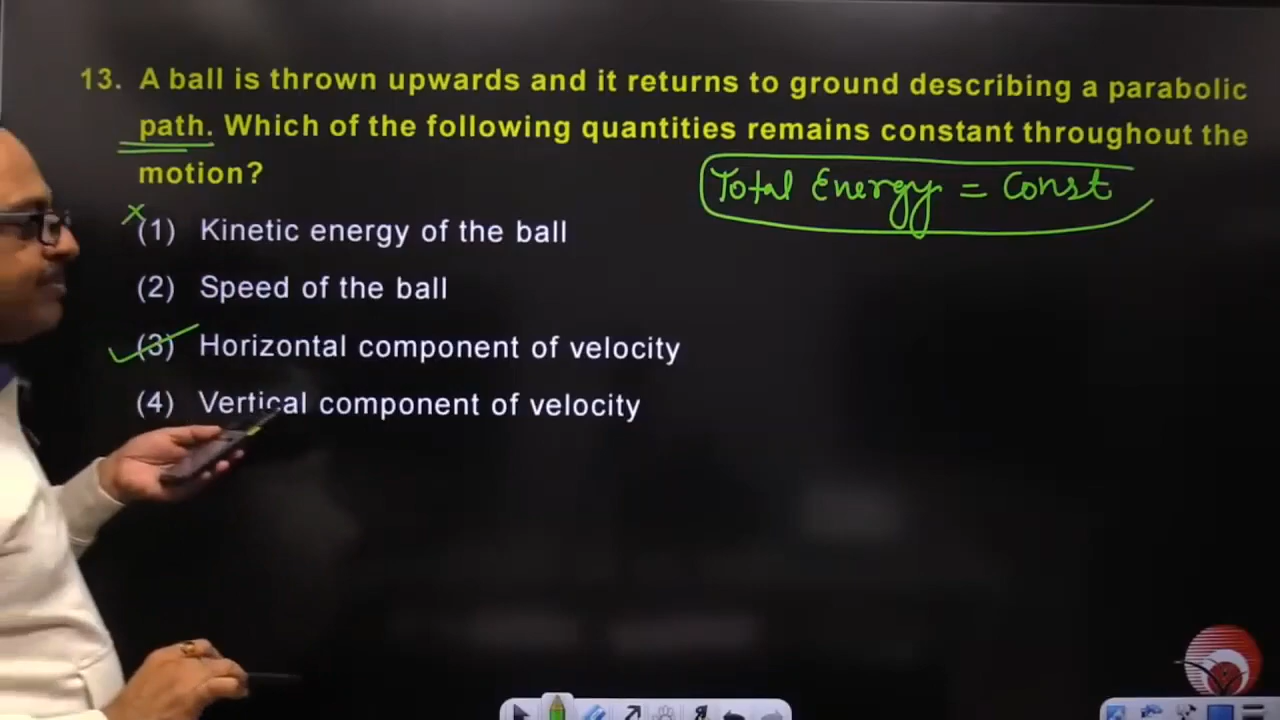 13. A ball is thrown upwards and it returns to ground describing a parabolic
path. Which of the following quantities remains constant throughout the
motion?
Total Energy = Const
(1) Kinetic energy of the ball
(2) Speed of the ball
(3) Horizontal component of velocity
(4) Vertical component of velocity